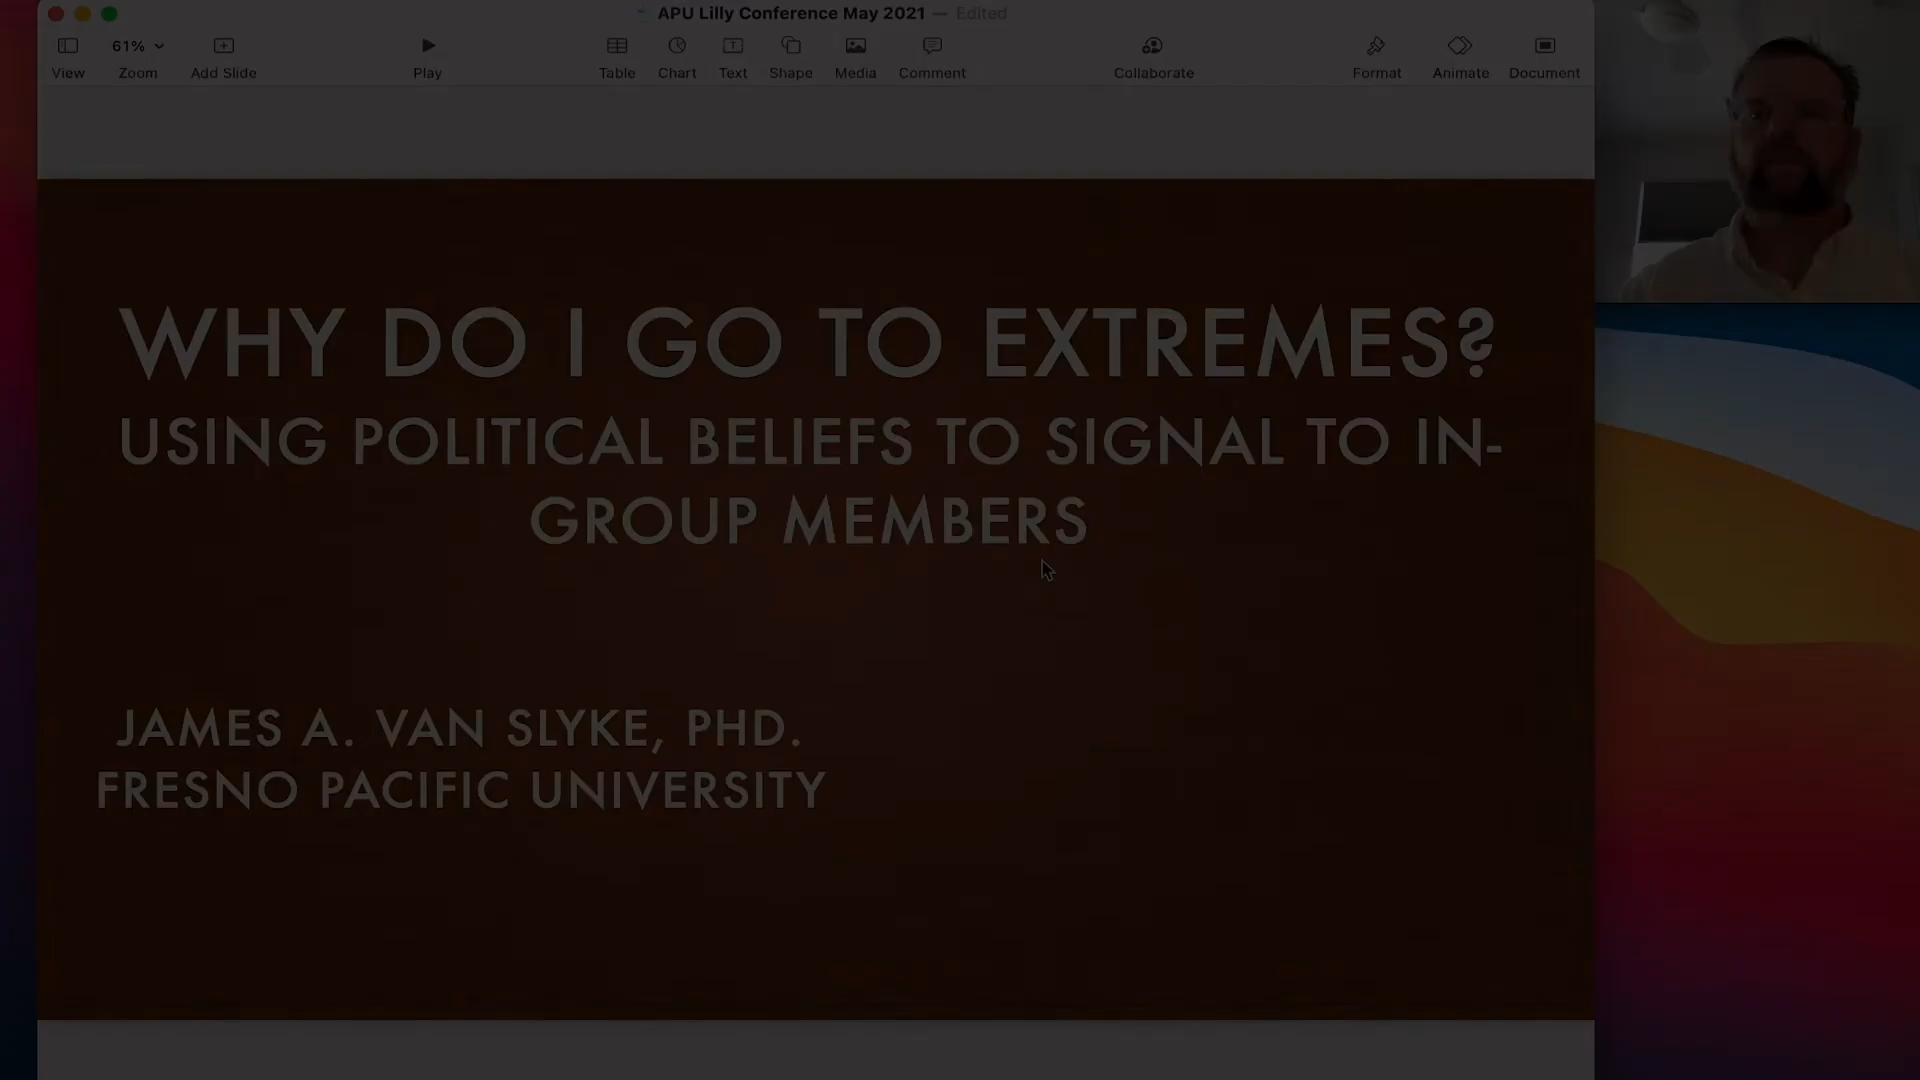 APU Lilly Conference May 2021 — Edited
61%
View Zoom Add Slide Play Table Chart Text Shape Media Comment Collaborate Format Animate Document
WHY DO I GO TO EXTREMES?
USING POLITICAL BELIEFS TO SIGNAL TO IN-
GROUP MEMBERS
JAMES A. VAN SLYKE, PHD.
FRESNO PACIFIC UNIVERSITY